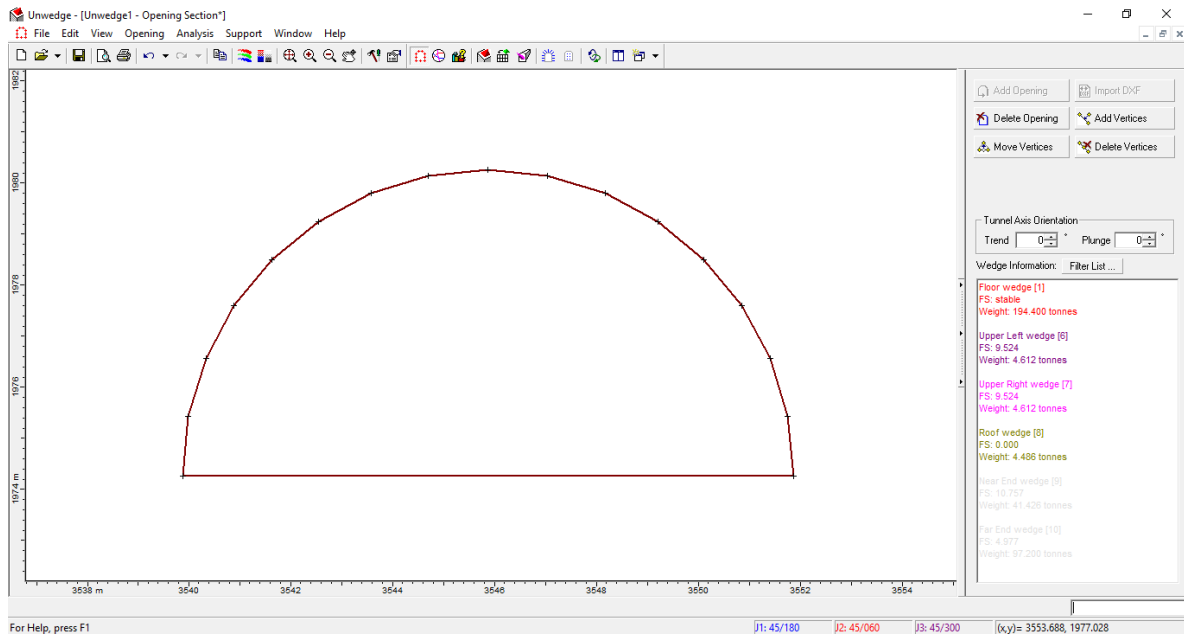 Unwedge - [Unwedge1 - Opening Section*]
File Edit View Opening Analysis Support Window Help
1982
1980
1978
1976
1974 m
3538 m 3540 3542 3544 3546 3548 3550 3552 3554
Add Opening Import DXF
Delete Opening Add Vertices
Move Vertices Delete Vertices
Tunnel Axis Orientation
Trend 0 ° Plunge 0 °
Wedge Information: Filter List ...
Floor wedge [1]
FS: stable
Weight: 194.400 tonnes
Upper Left wedge [6]
FS: 9.524
Weight: 4.612 tonnes
Upper Right wedge [7]
FS: 9.524
Weight: 4.612 tonnes
Roof wedge [8]
FS: 0.000
Weight: 4.486 tonnes
Near End wedge [9]
FS: 10.757
Weight: 41.426 tonnes
Far End wedge [10]
FS: 4.977
Weight: 97.200 tonnes
For Help, press F1
J1: 45/180 J2: 45/060 J3: 45/300 (x,y)= 3553.688, 1977.028